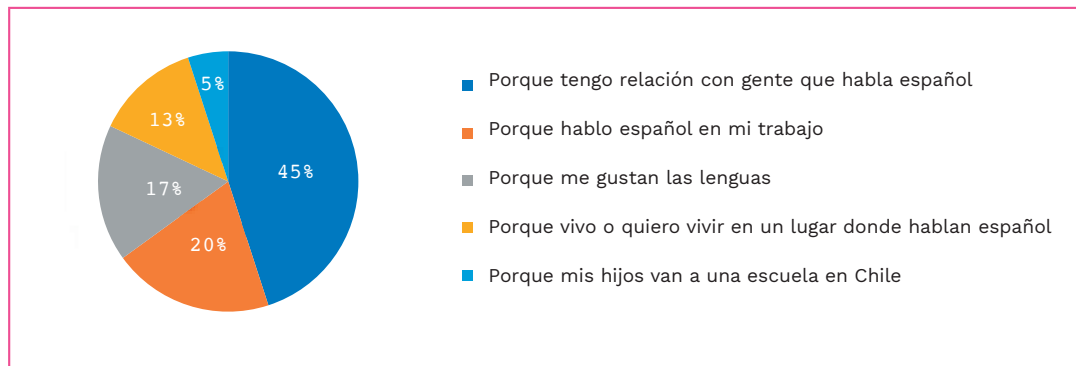 5%
13%
45%
17%
20%
Porque tengo relación con gente que habla español
Porque hablo español en mi trabajo
Porque me gustan las lenguas
Porque vivo o quiero vivir en un lugar donde hablan español
Porque mis hijos van a una escuela en Chile